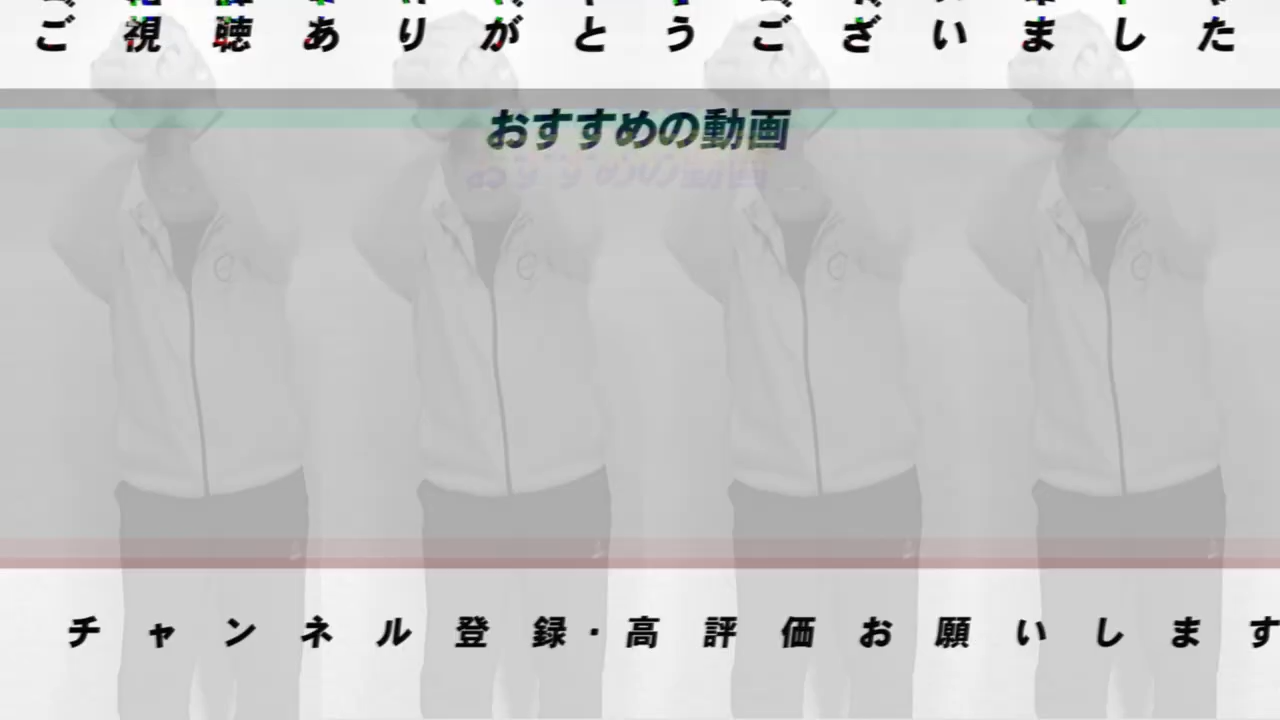 ご視聴ありがとうございました
おすすめの動画
チャンネル登録・高評価お願いします